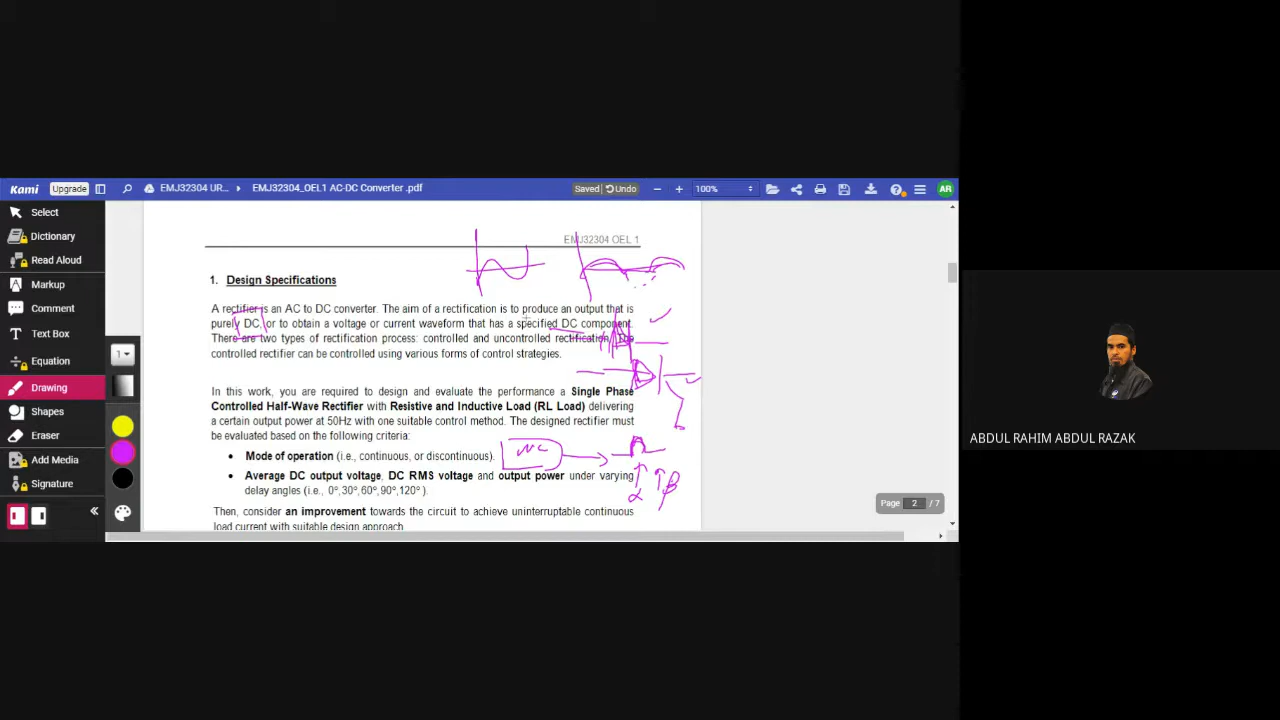 Kami
Upgrade
EMJ32304 UR...
EMJ32304_OEL1 AC-DC Converter .pdf
Saved
Undo
100%
AR
Select
Dictionary
Read Aloud
Markup
Comment
Text Box
Equation
Drawing
Shapes
Eraser
Add Media
Signature
1
EMJ32304 OEL 1
1. Design Specifications
A rectifier is an AC to DC converter. The aim of a rectification is to produce an output that is
purely DC, or to obtain a voltage or current waveform that has a specified DC component.
There are two types of rectification process: controlled and uncontrolled rectification. The
controlled rectifier can be controlled using various forms of control strategies.
In this work, you are required to design and evaluate the performance a Single Phase
Controlled Half-Wave Rectifier with Resistive and Inductive Load (RL Load) delivering
a certain output power at 50Hz with one suitable control method. The designed rectifier must
be evaluated based on the following criteria:
• Mode of operation (i.e., continuous, or discontinuous).
• Average DC output voltage, DC RMS voltage and output power under varying
delay angles (i.e., 0°,30°,60°,90°,120°).
α β
Then, consider an improvement towards the circuit to achieve uninterruptable continuous
load current with suitable design approach
Page 2 / 7
ABDUL RAHIM ABDUL RAZAK